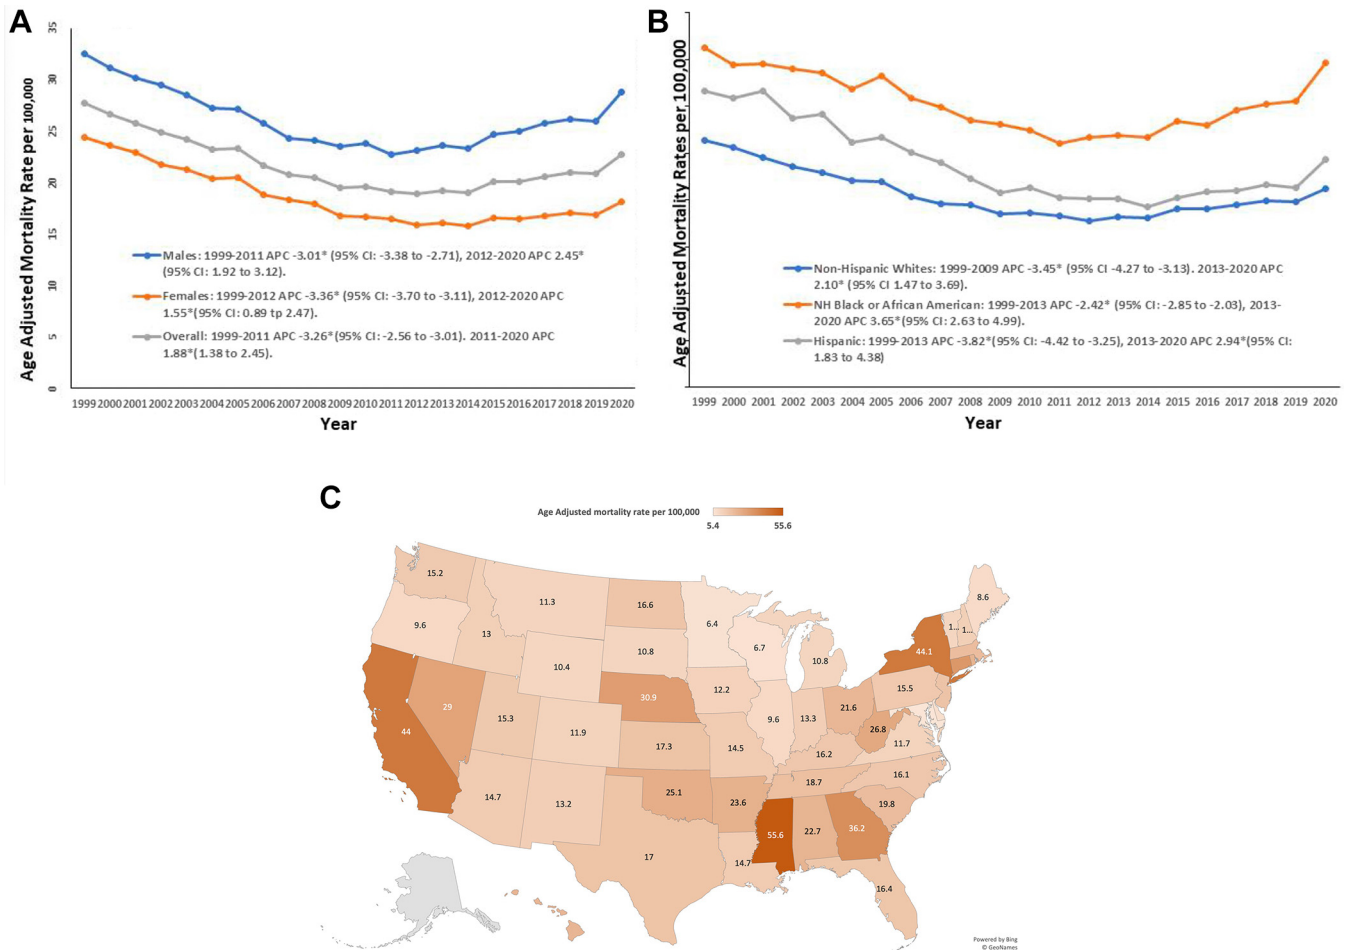 A
Age Adjusted Mortality Rate per 100,000
35
30
25
20
15
10
5
0
Males: 1999-2011 APC -3.01* (95% CI: -3.38 to -2.71), 2012-2020 APC 2.45*
(95% CI: 1.92 to 3.12).
Females: 1999-2012 APC -3.36* (95% CI: -3.70 to -3.11), 2012-2020 APC
1.55*(95% CI: 0.89 tp 2.47).
Overall: 1999-2011 APC -3.26*(95% CI: -2.56 to -3.01). 2011-2020 APC
1.88*(1.38 to 2.45).
1999 2000 2001 2002 2003 2004 2005 2006 2007 2008 2009 2010 2011 2012 2013 2014 2015 2016 2017 2018 2019 2020
Year
B
Age Adjusted Mortality Rates per 100,000
Non-Hispanic Whites: 1999-2009 APC -3.45* (95% CI -4.27 to -3.13). 2013-2020 APC
2.10* (95% CI 1.47 to 3.69).
NH Black or African American: 1999-2013 APC -2.42* (95% CI: -2.85 to -2.03), 2013-
2020 APC 3.65*(95% CI: 2.63 to 4.99).
Hispanic: 1999-2013 APC -3.82*(95% CI: -4.42 to -3.25), 2013-2020 APC 2.94*(95% CI:
1.83 to 4.38)
1999 2000 2001 2002 2003 2004 2005 2006 2007 2008 2009 2010 2011 2012 2013 2014 2015 2016 2017 2018 2019 2020
Year
C
Age Adjusted mortality rate per 100,000
5.4 55.6
15.2
11.3
16.6
6.4
8.6
9.6
13
10.8
6.7
10.8
44.1
1...
1...
10.4
12.2
15.5
29
30.9
9.6
13.3
21.6
44
15.3
11.9
17.3
14.5
16.2
26.8
11.7
14.7
13.2
25.1
23.6
18.7
16.1
19.8
55.6
22.7
36.2
17
14.7
16.4
Powered by Bing
© GeoNames